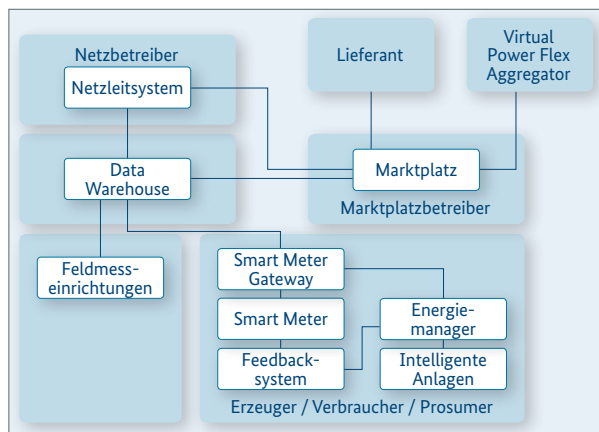 Netzbetreiber
Netzleitsystem
Lieferant
Virtual
Power Flex
Aggregator
Data
Warehouse
Marktplatz
Marktplatzbetreiber
Feldmess-
einrichtungen
Smart Meter
Gateway
Smart Meter
Feedback-
system
Energie-
manager
Intelligente
Anlagen
Erzeuger / Verbraucher / Prosumer